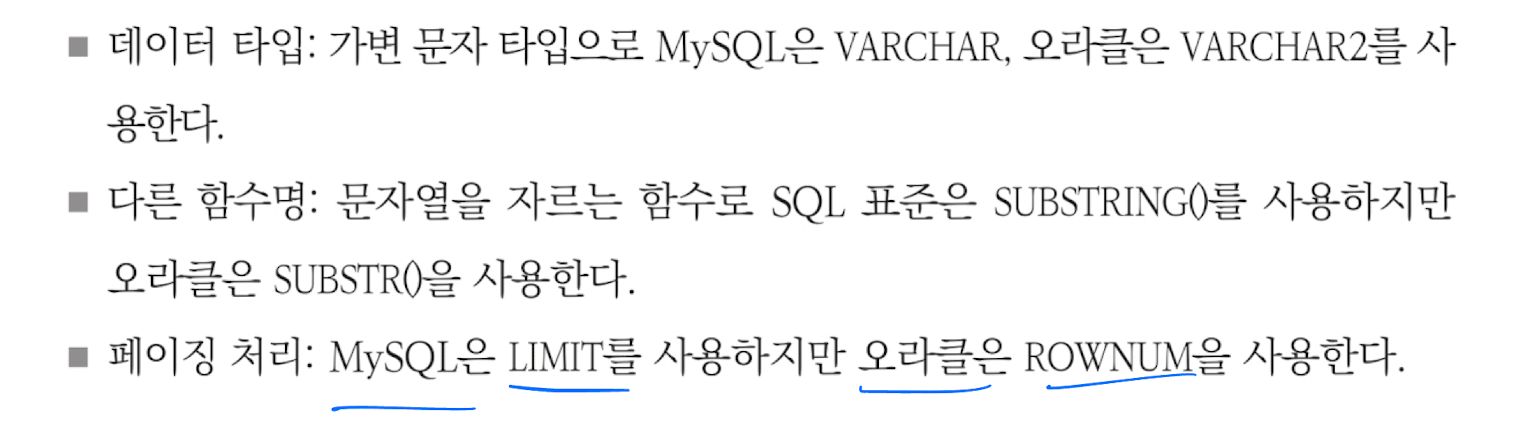 ■ 데이터 타입: 가변 문자 타입으로 MySQL은 VARCHAR, 오라클은 VARCHAR2를 사
용한다.
■ 다른 함수명: 문자열을 자르는 함수로 SQL 표준은 SUBSTRING()를 사용하지만
오라클은 SUBSTR()을 사용한다.
■ 페이징 처리: MySQL은 LIMIT를 사용하지만 오라클은 ROWNUM을 사용한다.